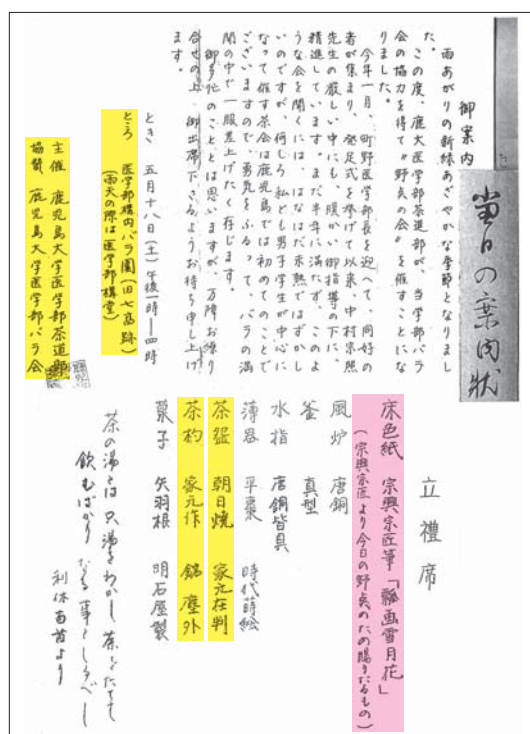 当日の案内状
御案内
雨あがりの新緑あざやかな季節となりまし
た。
この度、鹿大医学部茶道部が、当学部バラ
会の協力を得て〝野点の会〟を催すことにな
りました。
今年一月、町野医学部長を迎へて、同好の
者が集まり、発足式を挙げて以来、中村宗照
先生の厳しい中にも、暖かい御指導の下に、
精進しています。まだ半年に満たず、このよ
うな会を開くには、はなはだ未熟ではずかし
いのですが、何しろ私ども男子学生が中心に
なって催す茶会は鹿児島では初めてのことで
ございますので、勇気をふるって、バラの満
開の中で一服差上げたく存じます。
御多忙のこととは思いますが、万障お繰り
合せの上、御出席下さるようお待ち申し上げ
ます。
とき 五月十八日(土)午後一時—四時
ところ 医学部構内バラ園(旧七高跡)
(雨天の際は医学部構堂)
主催 鹿児島大学医学部茶道部
協賛 鹿児島大学医学部バラ会
立禮席
床色紙 宗興宗匠筆「瓢画雪月花」
(宗興宗匠より今日の野点のため賜りたるもの)
風炉 唐銅
釜 真型
水指 唐銅皆具
薄器 平棗 時代蒔絵
茶盌 朝日焼 家元在判
茶杓 家元作 銘 塵外
菓子 矢羽根 明石屋製
茶の湯とは只湯をわかし茶をたてて
飲むばかりなる事としるべし
利休百首より